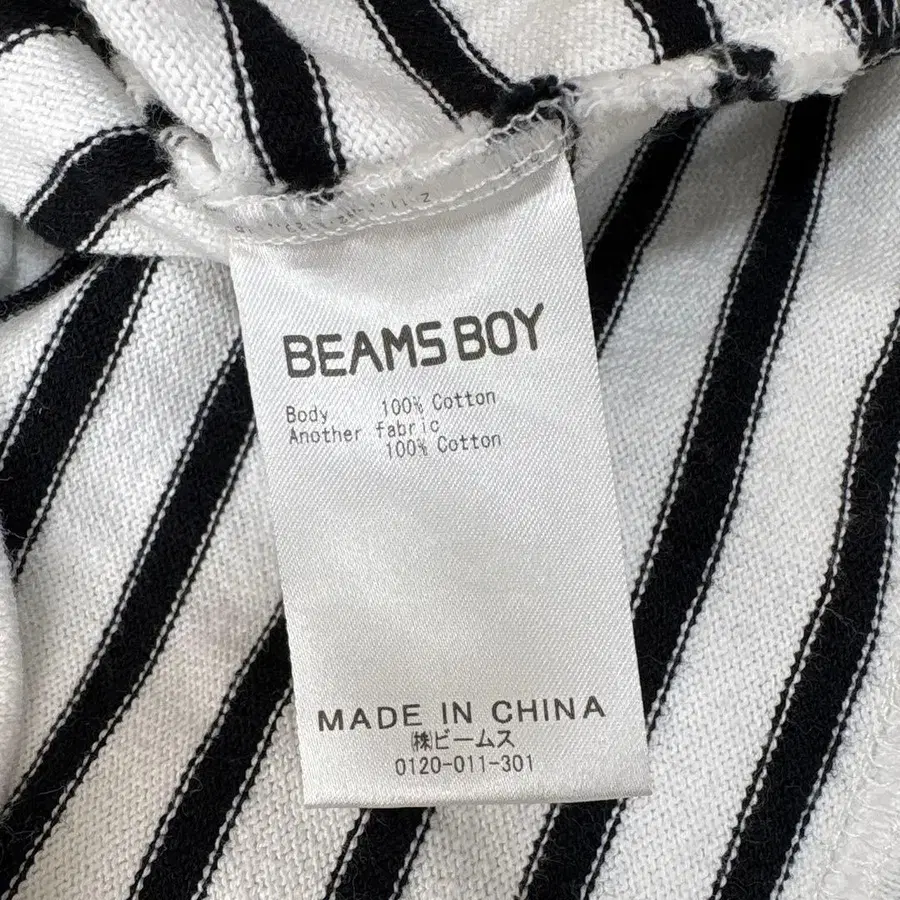 BEAMS BOY
Body 100% Cotton
Another fabric
100% Cotton
MADE IN CHINA
㈱ビームス
0120-011-301